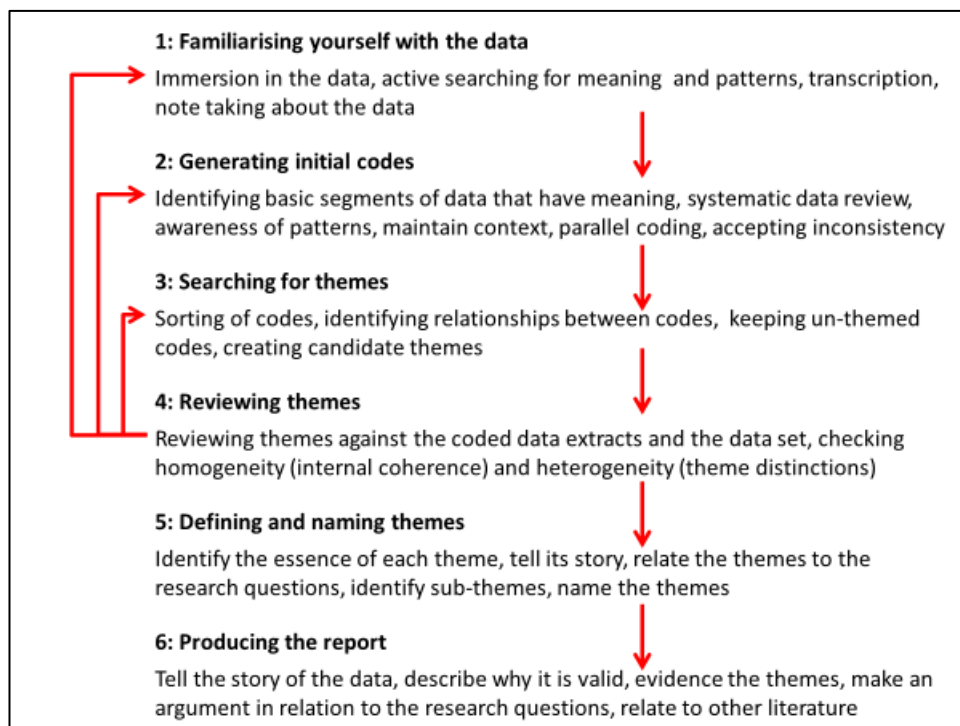 1: Familiarising yourself with the data
Immersion in the data, active searching for meaning and patterns, transcription,
note taking about the data
2: Generating initial codes
Identifying basic segments of data that have meaning, systematic data review,
awareness of patterns, maintain context, parallel coding, accepting inconsistency
3: Searching for themes
Sorting of codes, identifying relationships between codes, keeping un-themed
codes, creating candidate themes
4: Reviewing themes
Reviewing themes against the coded data extracts and the data set, checking
homogeneity (internal coherence) and heterogeneity (theme distinctions)
5: Defining and naming themes
Identify the essence of each theme, tell its story, relate the themes to the
research questions, identify sub-themes, name the themes
6: Producing the report
Tell the story of the data, describe why it is valid, evidence the themes, make an
argument in relation to the research questions, relate to other literature